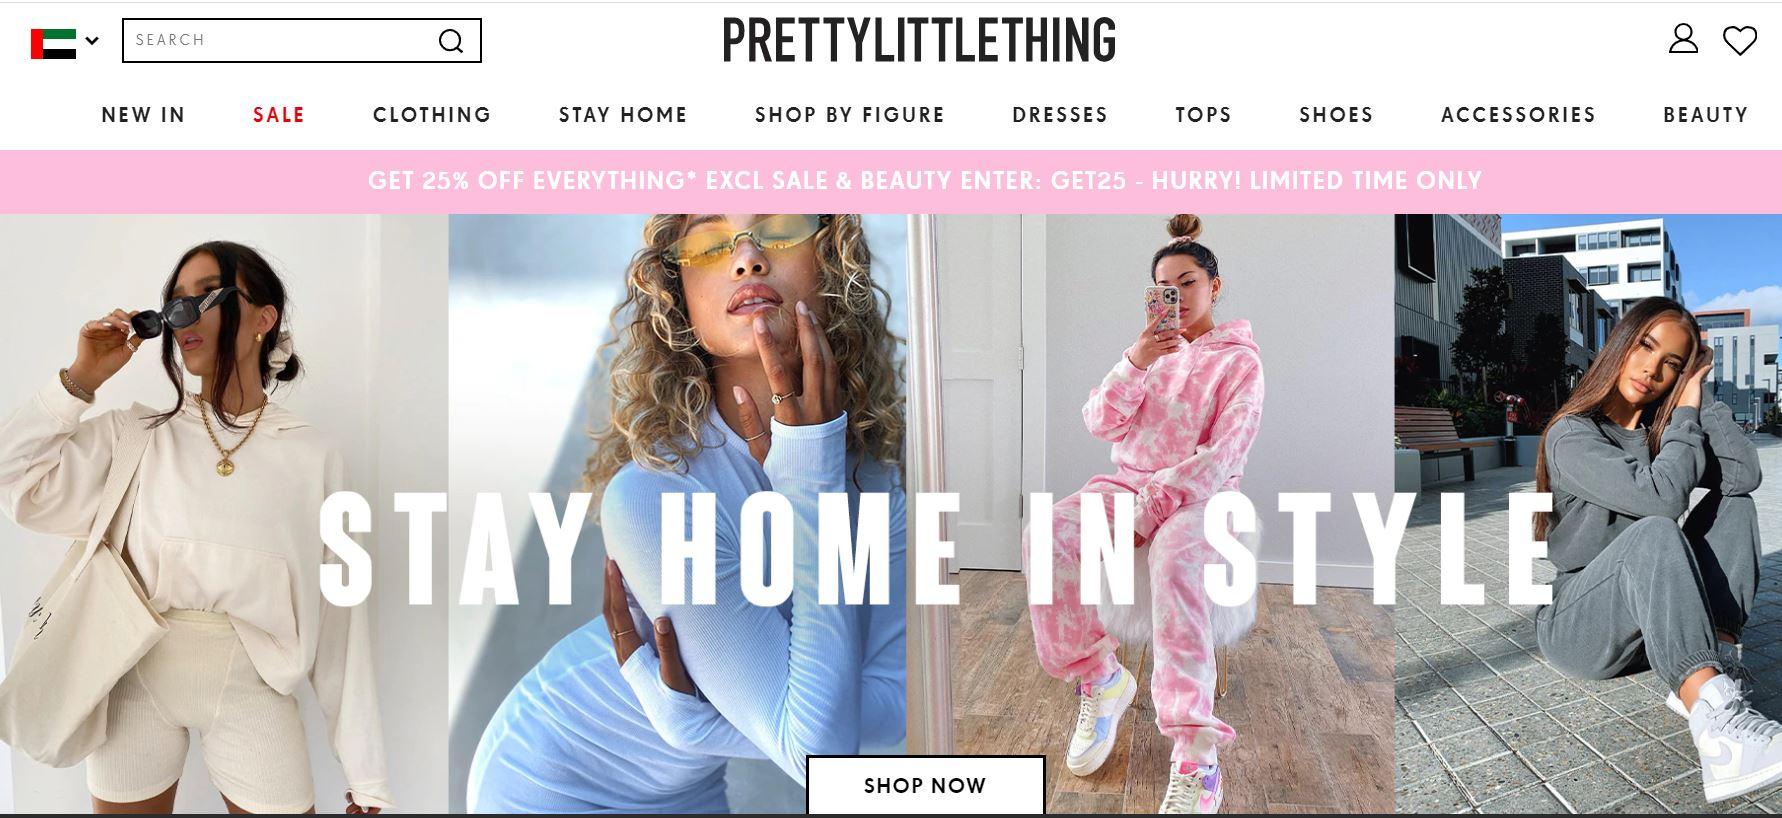 SEARCH
PRETTYLITTLETHING
NEW IN SALE CLOTHING STAY HOME SHOP BY FIGURE DRESSES TOPS SHOES ACCESSORIES BEAUTY
GET 25% OFF EVERYTHING* EXCL SALE & BEAUTY ENTER: GET25 - HURRY! LIMITED TIME ONLY
STAY HOME IN STYLE
SHOP NOW